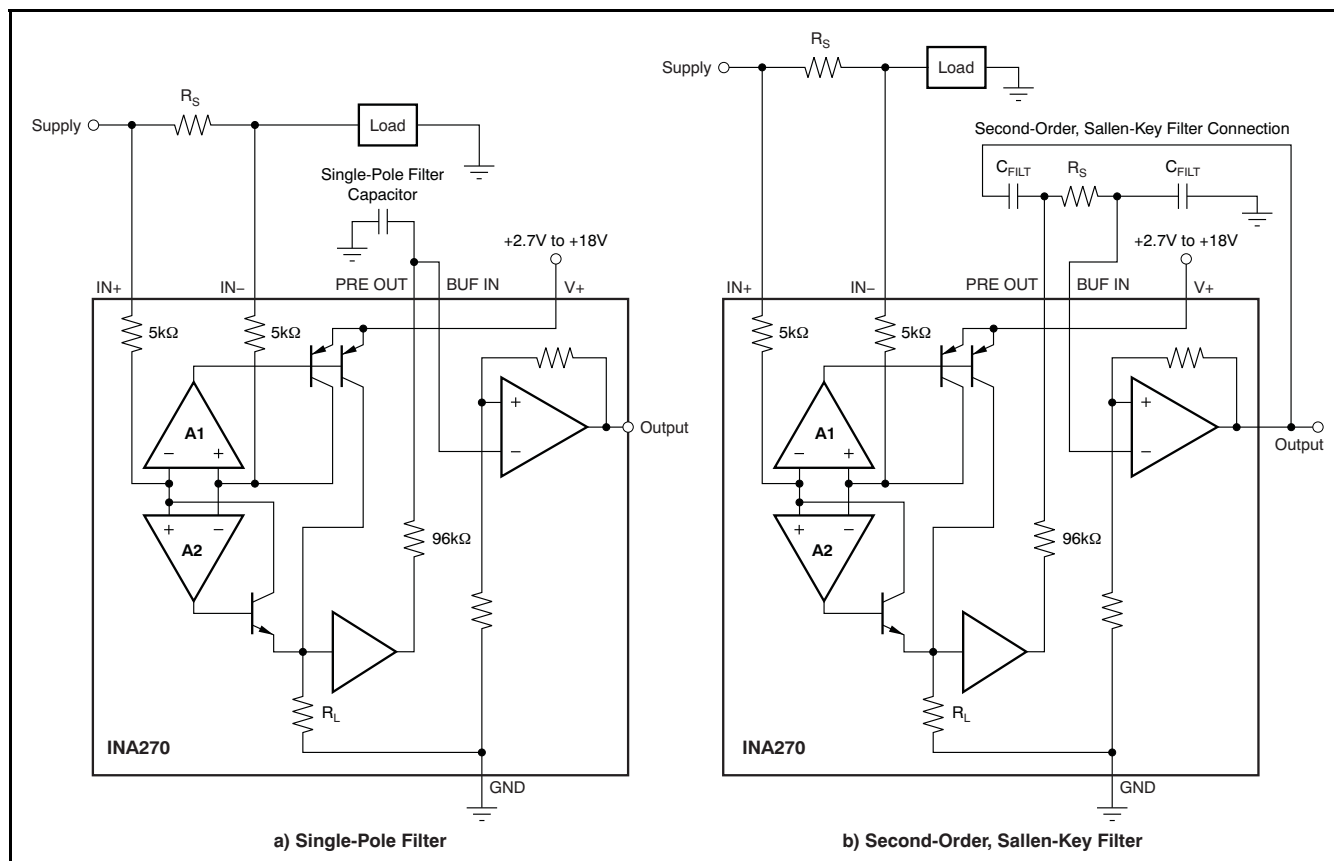 R_S
Supply
Load
Single-Pole Filter
Capacitor
+2.7V to +18V
IN+
IN−
PRE OUT
BUF IN
V+
5kΩ
5kΩ
A1
− +
+ −
A2
+
−
Output
96kΩ
R_L
INA270
GND
a) Single-Pole Filter
R_S
Supply
Load
Second-Order, Sallen-Key Filter Connection
C_FILT
R_S
C_FILT
+2.7V to +18V
IN+
IN−
PRE OUT
BUF IN
V+
5kΩ
5kΩ
A1
− +
+ −
A2
+
−
Output
96kΩ
R_L
INA270
GND
b) Second-Order, Sallen-Key Filter